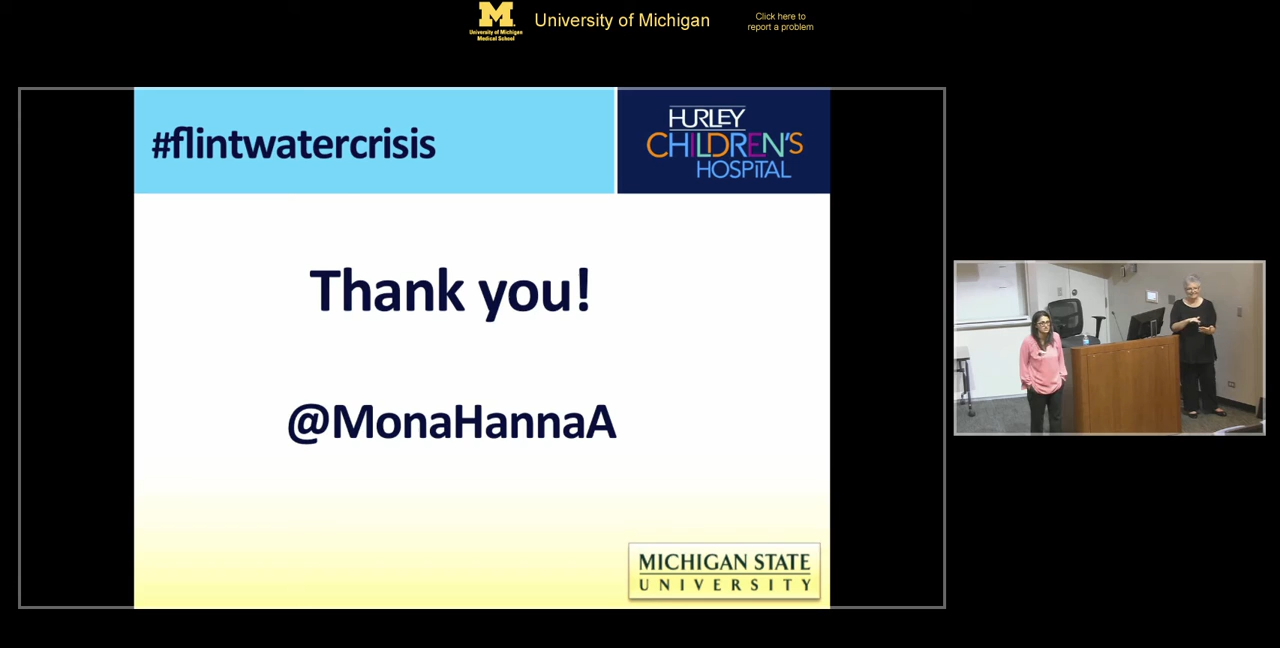 M
University of Michigan
Medical School
University of Michigan
Click here to
report a problem
#flintwatercrisis
HURLEY
CHILDREN'S
HOSPITAL
Thank you!
@MonaHannaA
MICHIGAN STATE
UNIVERSITY